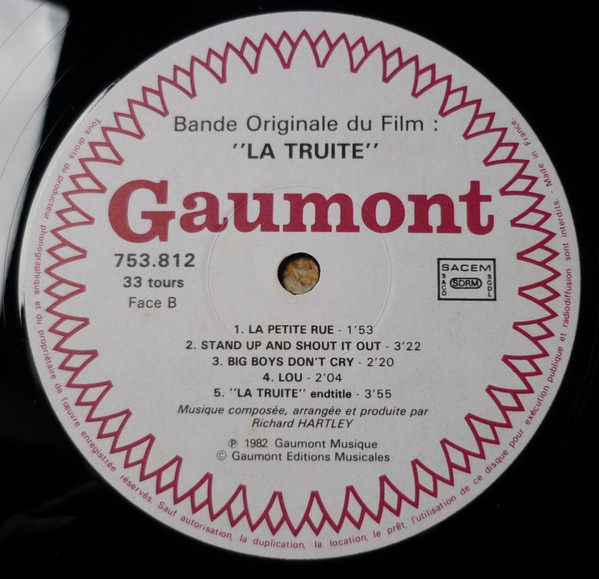 Bande Originale du Film :
"LA TRUITE"
Gaumont
753.812
33 tours
Face B
SACEM
SACD
SDRM
SGDL
1. LA PETITE RUE - 1'53
2. STAND UP AND SHOUT IT OUT - 3'22
3. BIG BOYS DON'T CRY - 2'20
4. LOU - 2'04
5. "LA TRUITE" endtitle - 3'55
Musique composée, arrangée et produite par
Richard HARTLEY
℗ 1982 Gaumont Musique
© Gaumont Editions Musicales
Tous droits du producteur phonographique et du propriétaire de l'œuvre enregistrée réservés. Sauf autorisation, la duplication, la location, le prêt, l'utilisation de ce disque pour exécution publique et radiodiffusion sont interdits. Made in France